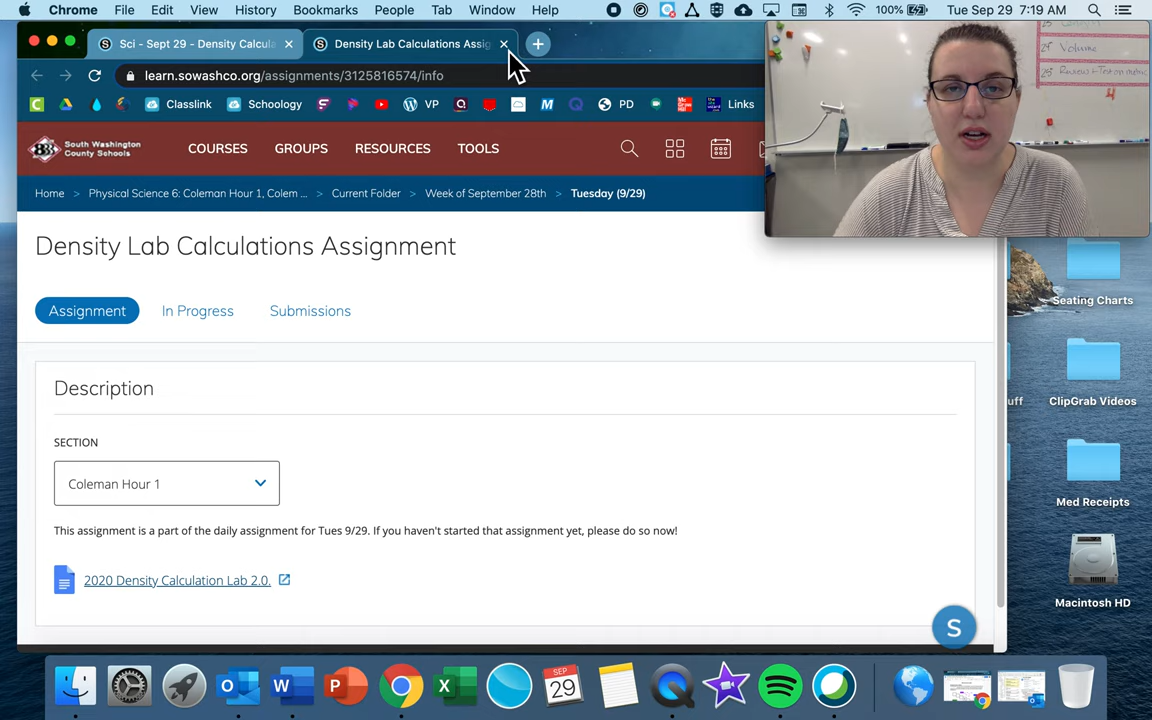 Chrome File Edit View History Bookmarks People Tab Window Help 100% Tue Sep 29 7:19 AM
Sci - Sept 29 - Density Calcula Density Lab Calculations Assig
learn.sowashco.org/assignments/3125816574/info
Classlink Schoology VP PD Links
South Washington
County Schools
COURSES GROUPS RESOURCES TOOLS
Home > Physical Science 6: Coleman Hour 1, Colem ... > Current Folder > Week of September 28th > Tuesday (9/29)
Volume
Density Lab Calculations Assignment
Assignment In Progress Submissions
Description
SECTION
Coleman Hour 1
This assignment is a part of the daily assignment for Tues 9/29. If you haven't started that assignment yet, please do so now!
2020 Density Calculation Lab 2.0.
S
Seating Charts
uff
ClipGrab Videos
Med Receipts
Macintosh HD
SEP
29